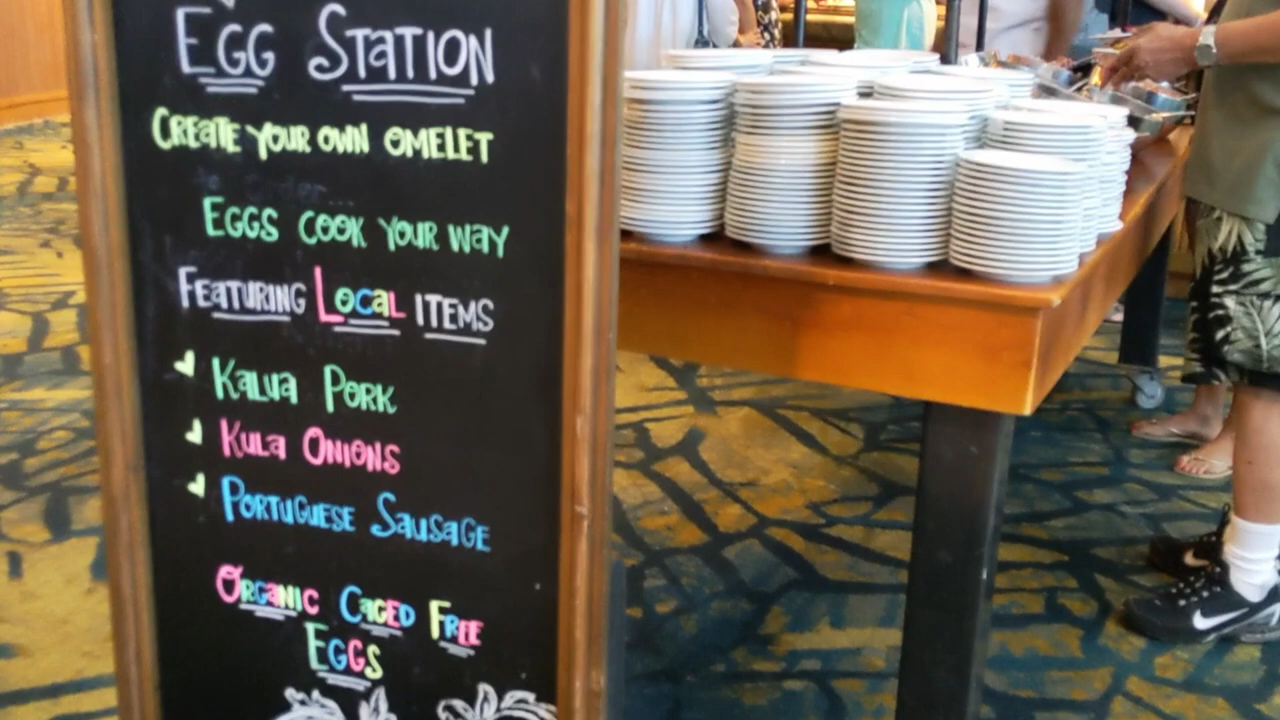 EGG STATION
CREATE YOUR OWN OMELET
EGGS COOK YOUR WAY
FEATURING LOCAL ITEMS
KALUA PORK
KULA ONIONS
PORTUGUESE SAUSAGE
ORGANIC CAGED FREE
EGGS